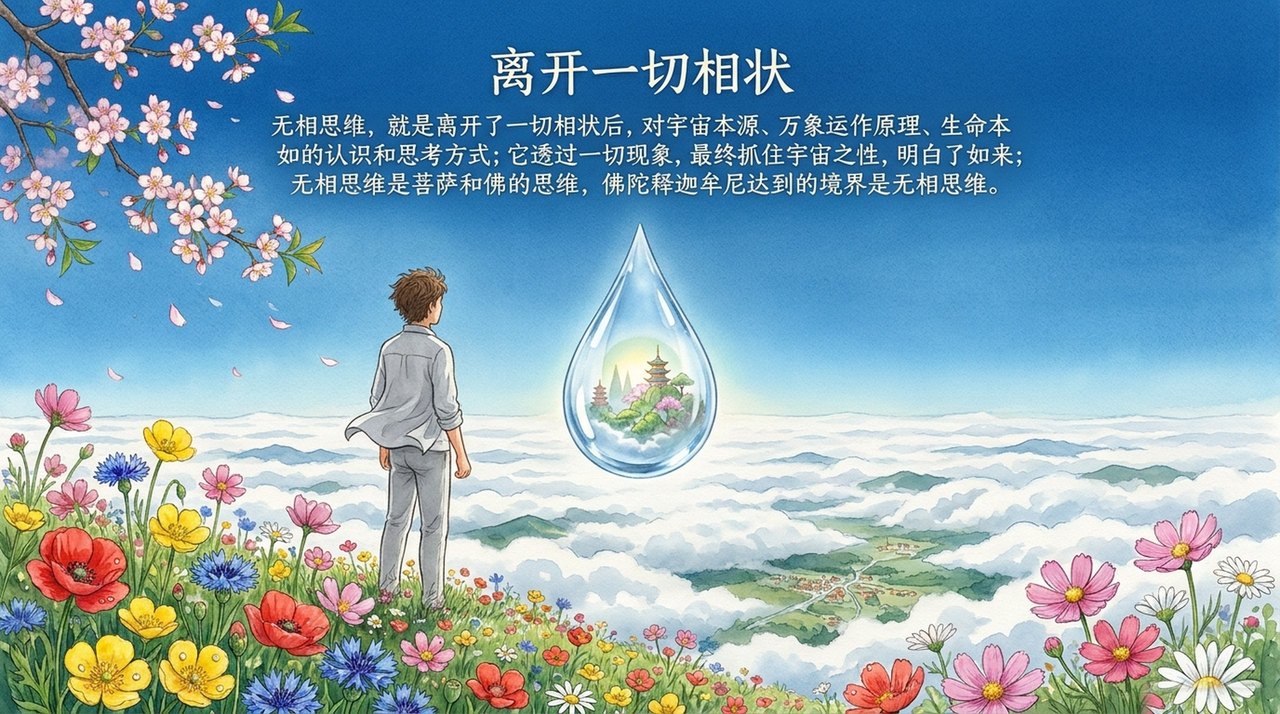 离开一切相状
无相思维，就是离开了一切相状后，对宇宙本源、万象运作原理、生命本
如的认识和思考方式；它透过一切现象，最终抓住宇宙之性，明白了如来；
无相思维是菩萨和佛的思维，佛陀释迦牟尼达到的境界是无相思维。